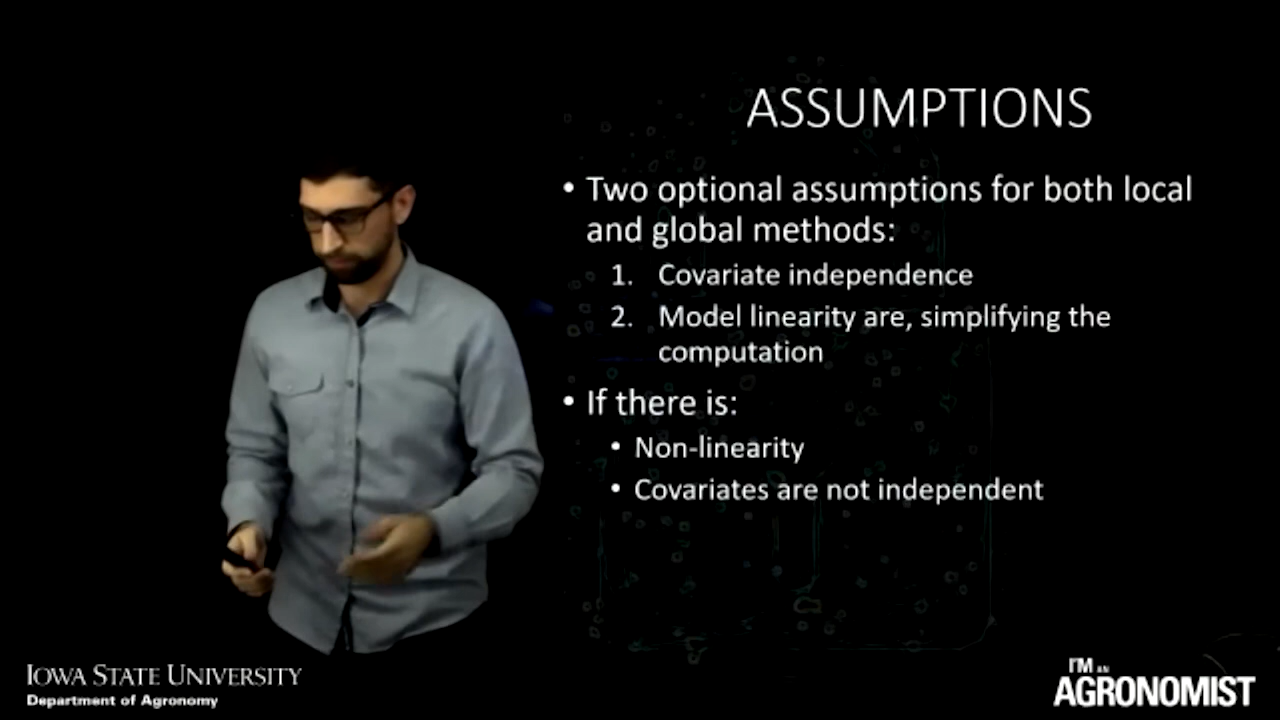 ASSUMPTIONS
• Two optional assumptions for both local
and global methods:
1. Covariate independence
2. Model linearity are, simplifying the
computation
• If there is:
• Non-linearity
• Covariates are not independent
IOWA STATE UNIVERSITY
Department of Agronomy
I'M AN
AGRONOMIST